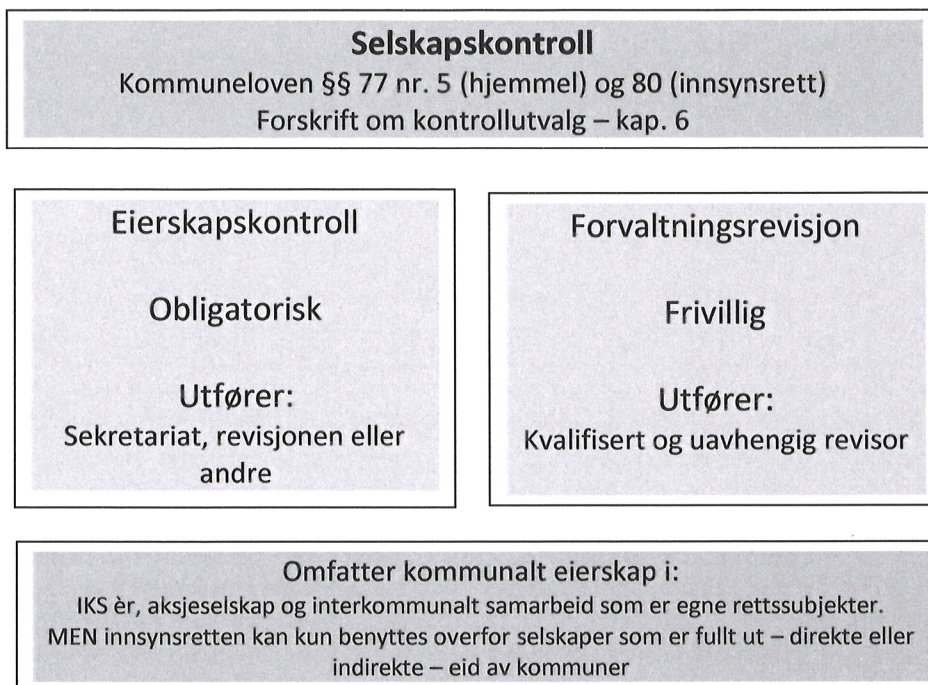 Selskapskontroll
Kommuneloven §§ 77 nr. 5 (hjemmel) og 80 (innsynsrett)
Forskrift om kontrollutvalg – kap. 6
Eierskapskontroll
Obligatorisk
Utfører:
Sekretariat, revisjonen eller
andre
Forvaltningsrevisjon
Frivillig
Utfører:
Kvalifisert og uavhengig revisor
Omfatter kommunalt eierskap i:
IKS èr, aksjeselskap og interkommunalt samarbeid som er egne rettssubjekter.
MEN innsynsretten kan kun benyttes overfor selskaper som er fullt ut – direkte eller
indirekte – eid av kommuner